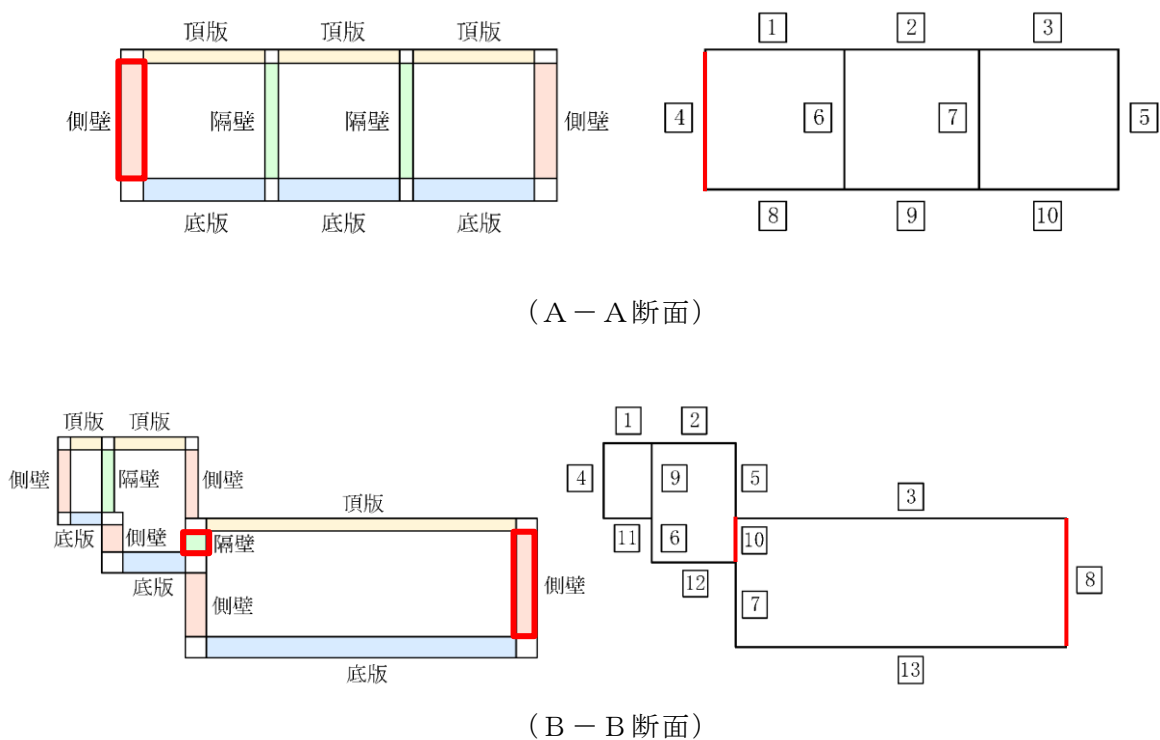 頂版 頂版 頂版 1 2 3
側壁 隔壁 隔壁 側壁 4 6 7 5
底版 底版 底版 8 9 10
(A-A断面)
頂版 頂版 1 2
側壁 隔壁 側壁 4 9 5
頂版 3
底版 側壁 隔壁 11 6 10
側壁 8
底版 12
側壁 7
底版 13
(B-B断面)